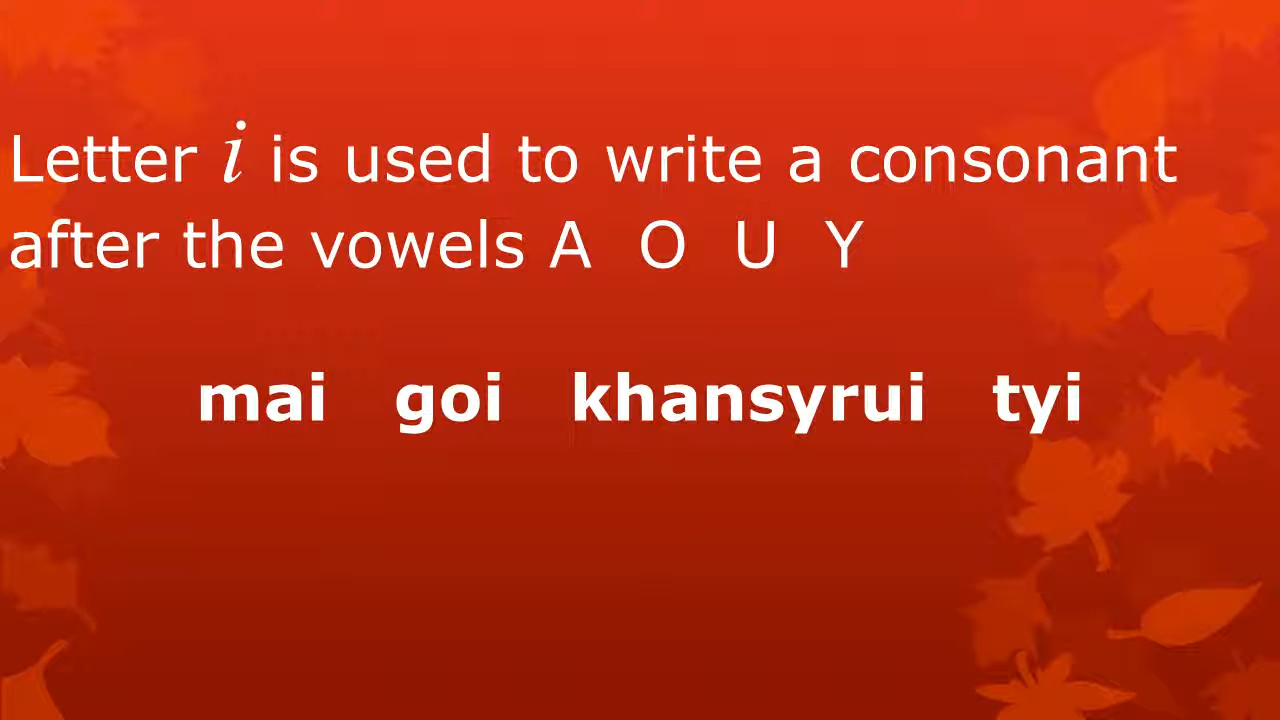 Letter i is used to write a consonant
after the vowels A O U Y
mai goi khansyrui tyi